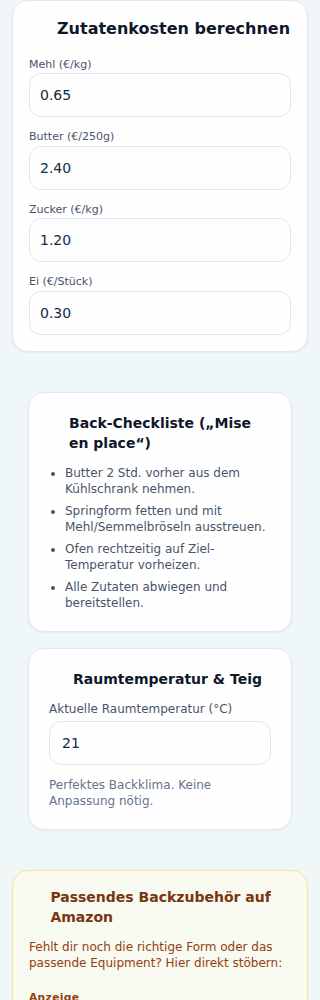 Zutatenkosten berechnen
Mehl (€/kg)
0.65
Butter (€/250g)
2.40
Zucker (€/kg)
1.20
Ei (€/Stück)
0.30
Back-Checkliste („Mise
en place“)
• Butter 2 Std. vorher aus dem
Kühlschrank nehmen.
• Springform fetten und mit
Mehl/Semmelbröseln ausstreuen.
• Ofen rechtzeitig auf Ziel-
Temperatur vorheizen.
• Alle Zutaten abwiegen und
bereitstellen.
Raumtemperatur & Teig
Aktuelle Raumtemperatur (°C)
21
Perfektes Backklima. Keine
Anpassung nötig.
Passendes Backzubehör auf
Amazon
Fehlt dir noch die richtige Form oder das
passende Equipment? Hier direkt stöbern:
Anzeige